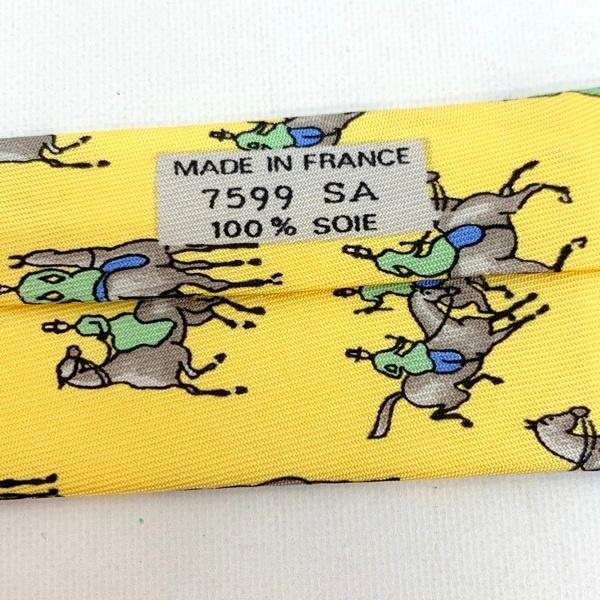 MADE IN FRANCE
7599 SA
100% SOIE